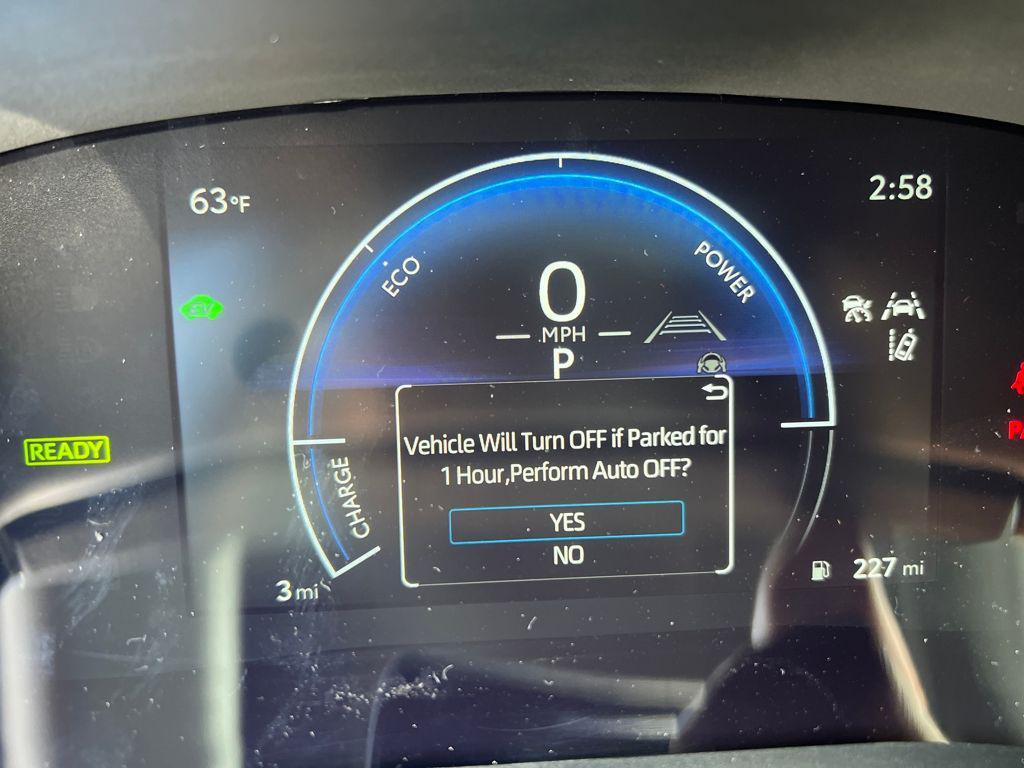 63°F
2:58
ECO
POWER
0
MPH
P
EV
READY
CHARGE
Vehicle Will Turn OFF if Parked for
1 Hour,Perform Auto OFF?
YES
NO
3 mi
227 mi